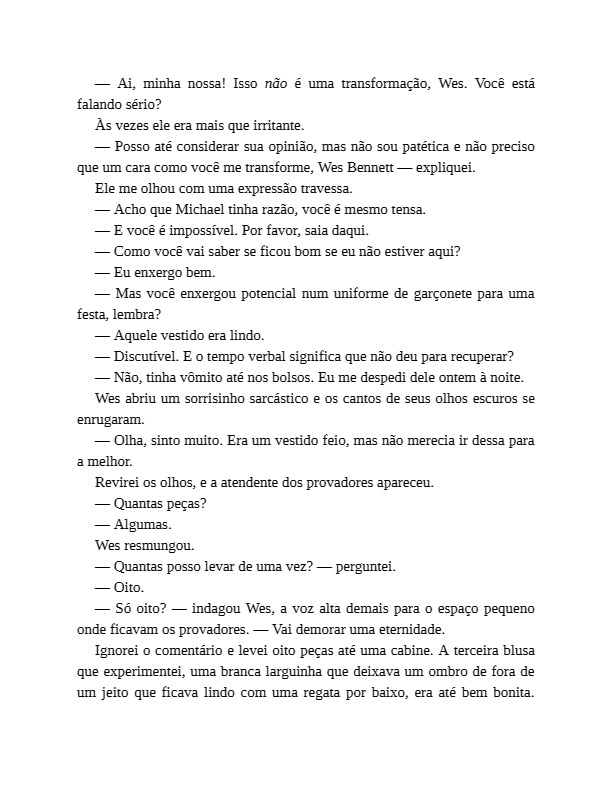 — Ai, minha nossa! Isso não é uma transformação, Wes. Você está
falando sério?
Às vezes ele era mais que irritante.
— Posso até considerar sua opinião, mas não sou patética e não preciso
que um cara como você me transforme, Wes Bennett — expliquei.
Ele me olhou com uma expressão travessa.
— Acho que Michael tinha razão, você é mesmo tensa.
— E você é impossível. Por favor, saia daqui.
— Como você vai saber se ficou bom se eu não estiver aqui?
— Eu enxergo bem.
— Mas você enxergou potencial num uniforme de garçonete para uma
festa, lembra?
— Aquele vestido era lindo.
— Discutível. E o tempo verbal significa que não deu para recuperar?
— Não, tinha vômito até nos bolsos. Eu me despedi dele ontem à noite.
Wes abriu um sorrisinho sarcástico e os cantos de seus olhos escuros se
enrugaram.
— Olha, sinto muito. Era um vestido feio, mas não merecia ir dessa para
a melhor.
Revirei os olhos, e a atendente dos provadores apareceu.
— Quantas peças?
— Algumas.
Wes resmungou.
— Quantas posso levar de uma vez? — perguntei.
— Oito.
— Só oito? — indagou Wes, a voz alta demais para o espaço pequeno
onde ficavam os provadores. — Vai demorar uma eternidade.
Ignorei o comentário e levei oito peças até uma cabine. A terceira blusa
que experimentei, uma branca larguinha que deixava um ombro de fora de
um jeito que ficava lindo com uma regata por baixo, era até bem bonita.